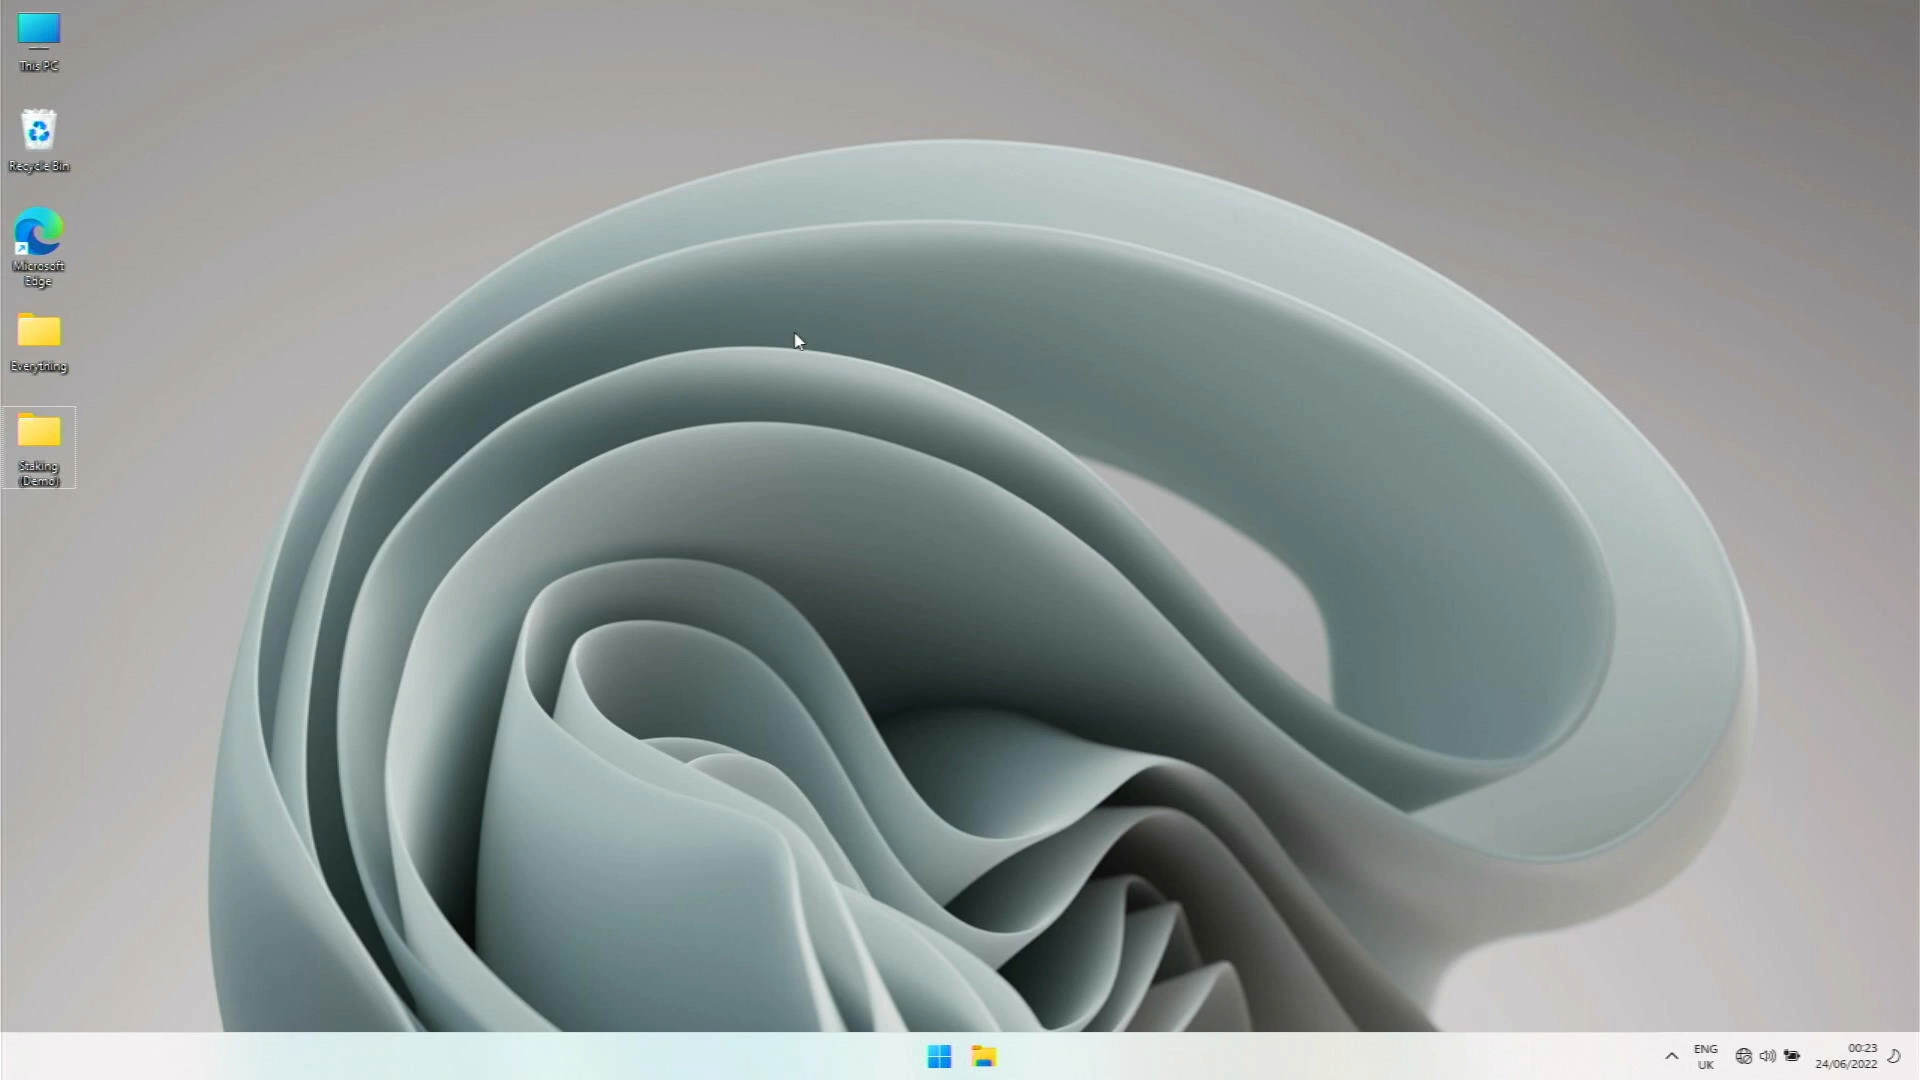 This PC
Recycle Bin
Microsoft
Edge
Everything
Staking
(Demo)
ENG
UK
00:23
24/06/2022